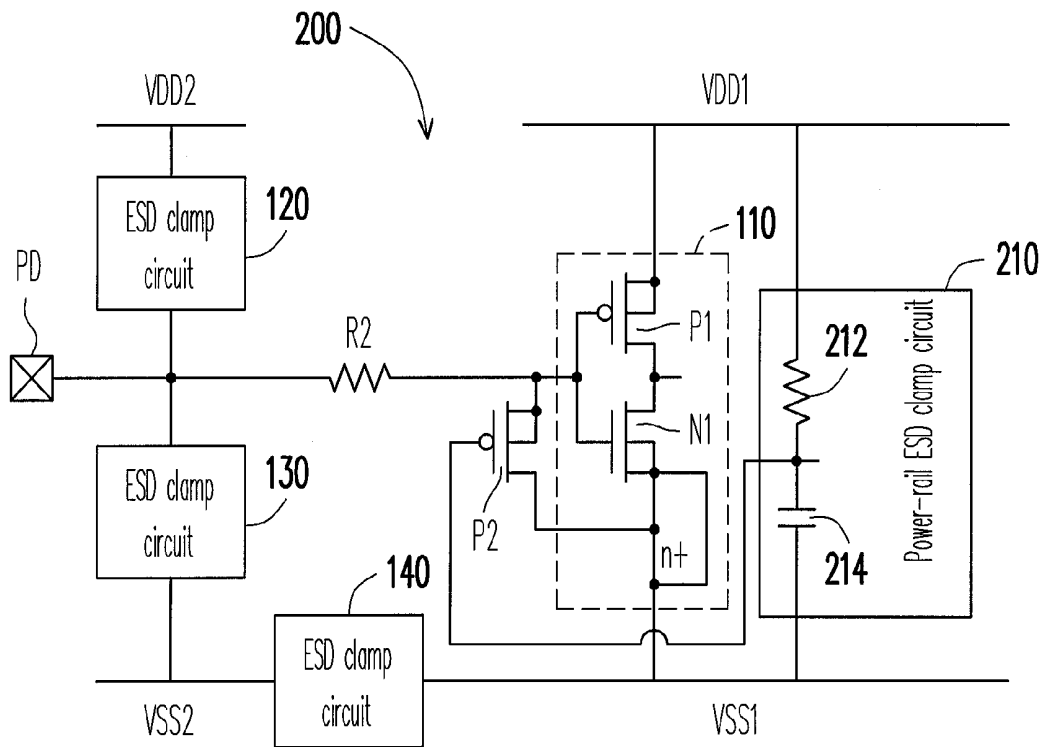 200
VDD2
VDD1
ESD clamp
circuit
120
110
PD
210
P1
R2
212
Power-rail ESD clamp circuit
N1
ESD clamp
circuit
130
P2
214
n+
140
ESD clamp
circuit
VSS2
VSS1